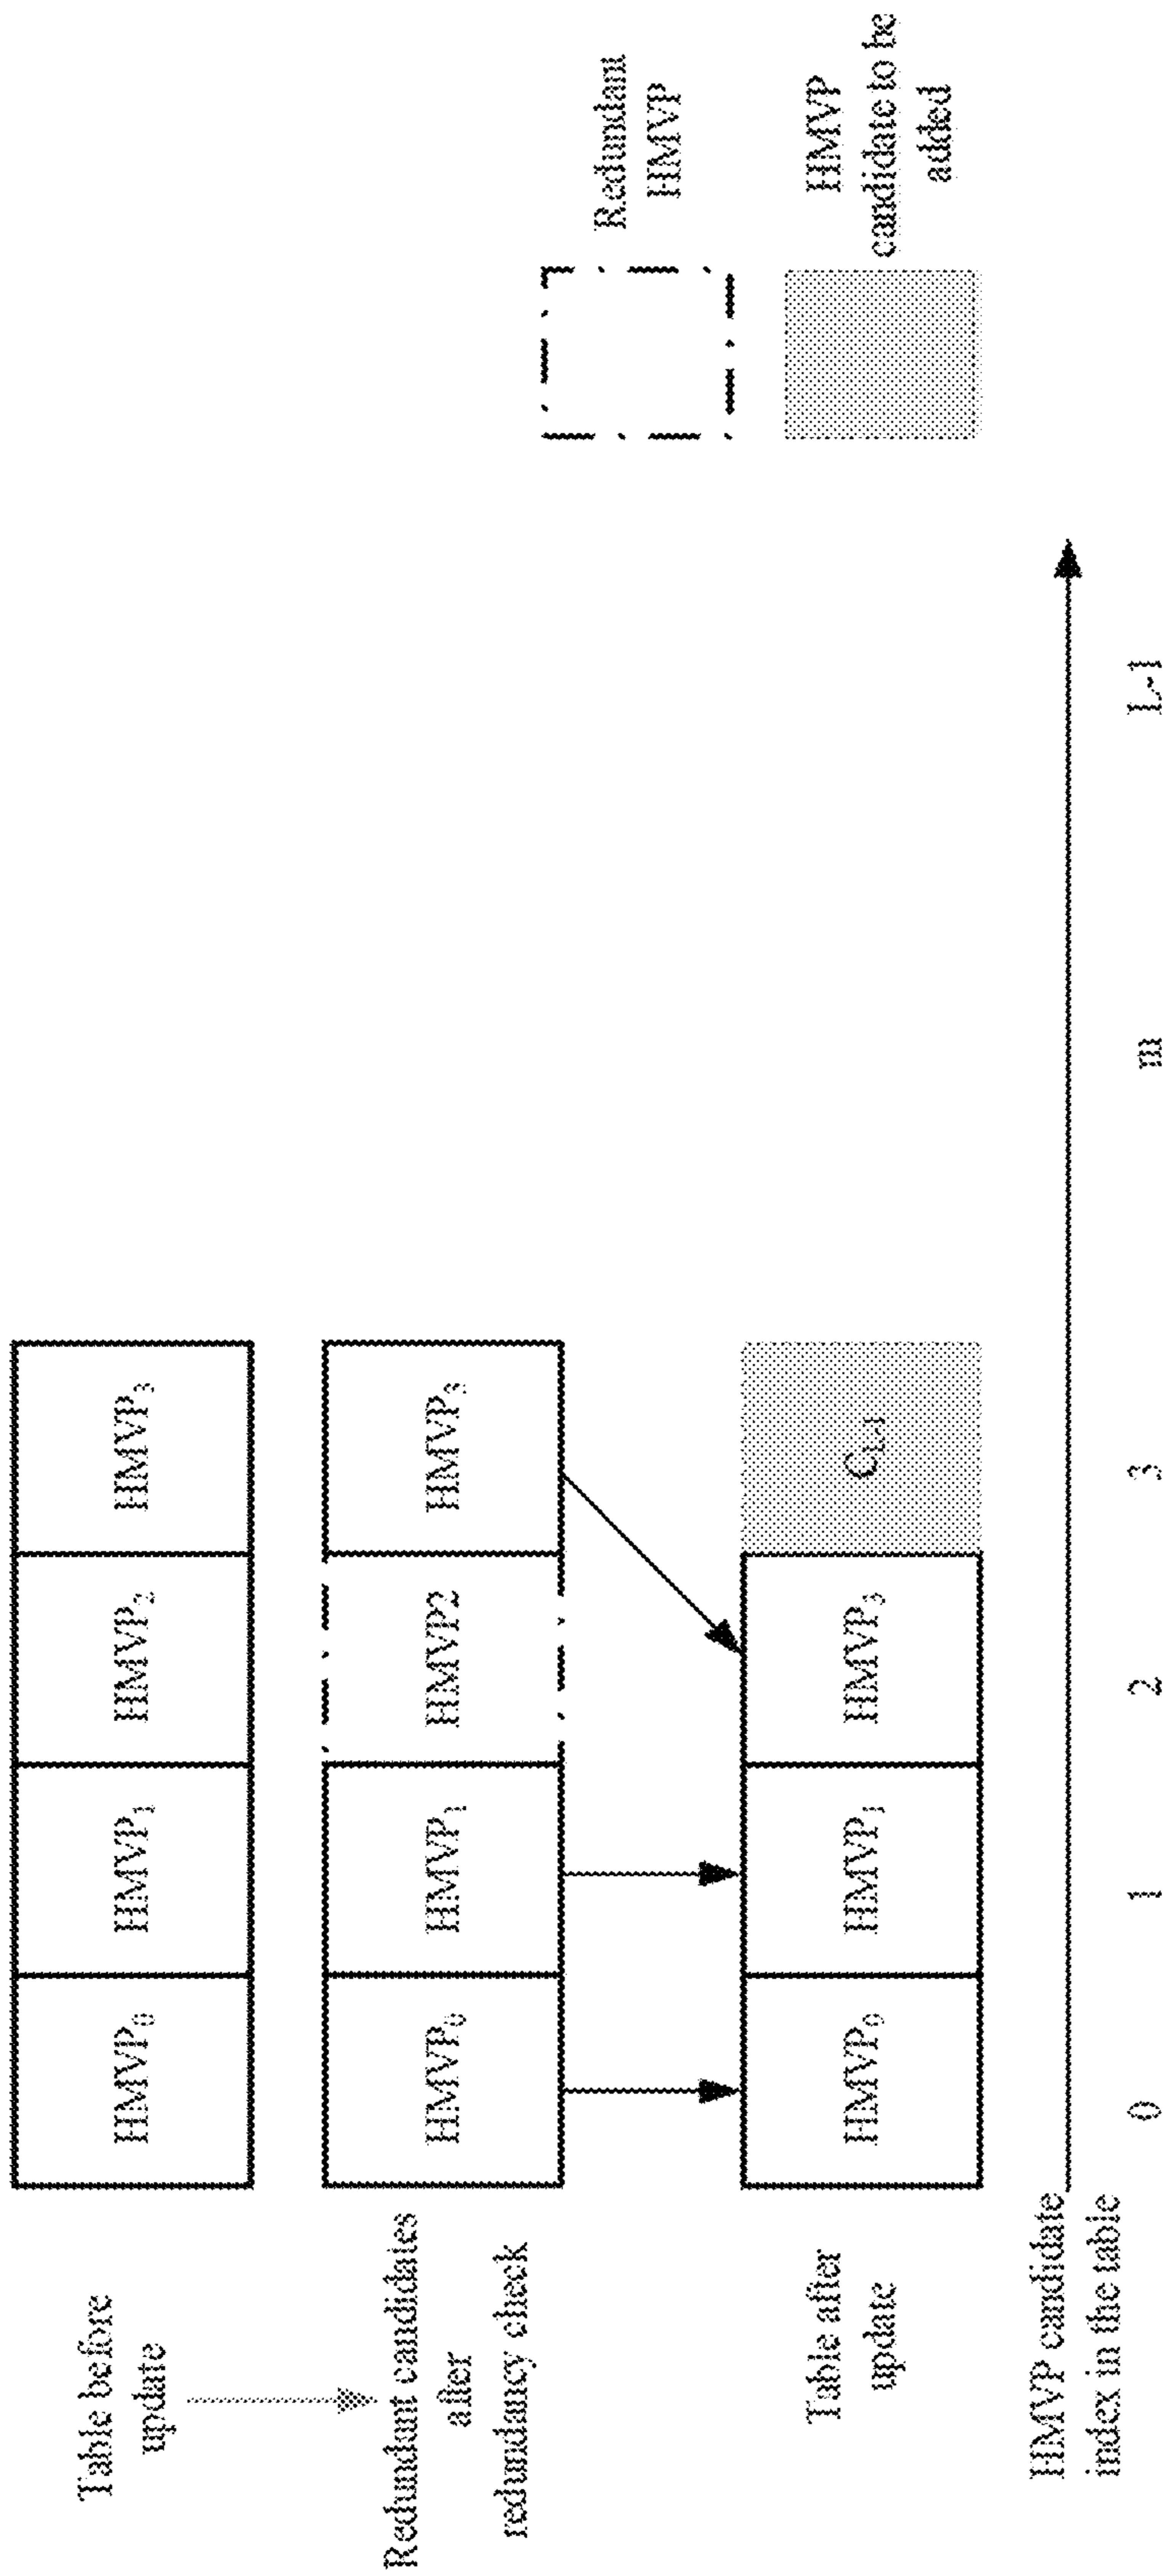 Table before
update
HMVP₀
HMVP₁
HMVP₂
HMVP₃
Redundant candidates
after
redundancy check
HMVP₀
HMVP₁
HMVP2
HMVP₃
Redundant
HMVP
Table after
update
HMVP₀
HMVP₁
HMVP₃
C_L-1
HMVP
candidate to be
added
HMVP candidate
index in the table
0
1
2
3
m
L-1